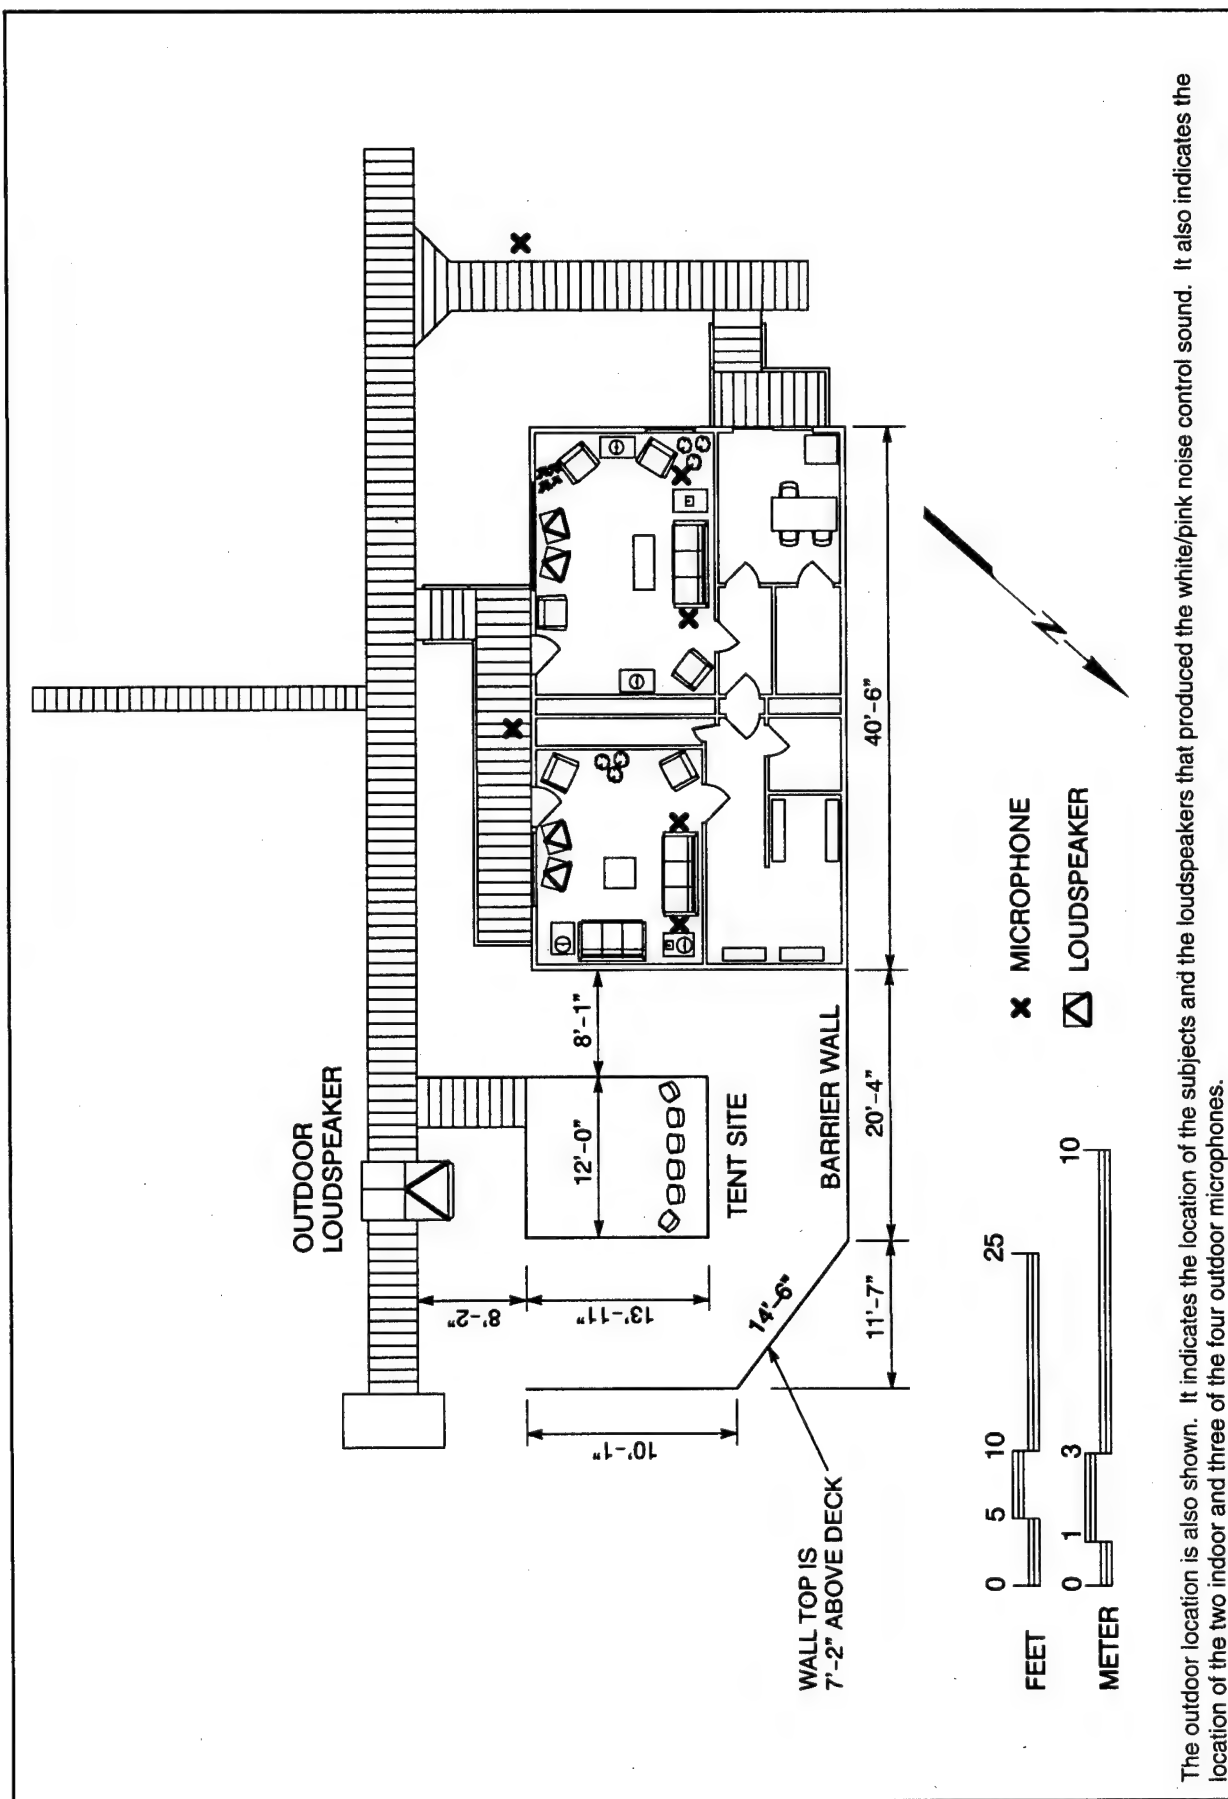 OUTDOOR
LOUDSPEAKER
8'-2"
13'-11"
10'-1"
12'-0"
8'-1"
TENT SITE
BARRIER WALL
14'-6"
11'-7"
20'-4"
40'-6"
N
WALL TOP IS
7'-2" ABOVE DECK
0 5 10 25
FEET
0 1 3 10
METER
MICROPHONE
LOUDSPEAKER
The outdoor location is also shown. It indicates the location of the subjects and the loudspeakers that produced the white/pink noise control sound. It also indicates the
location of the two indoor and three of the four outdoor microphones.